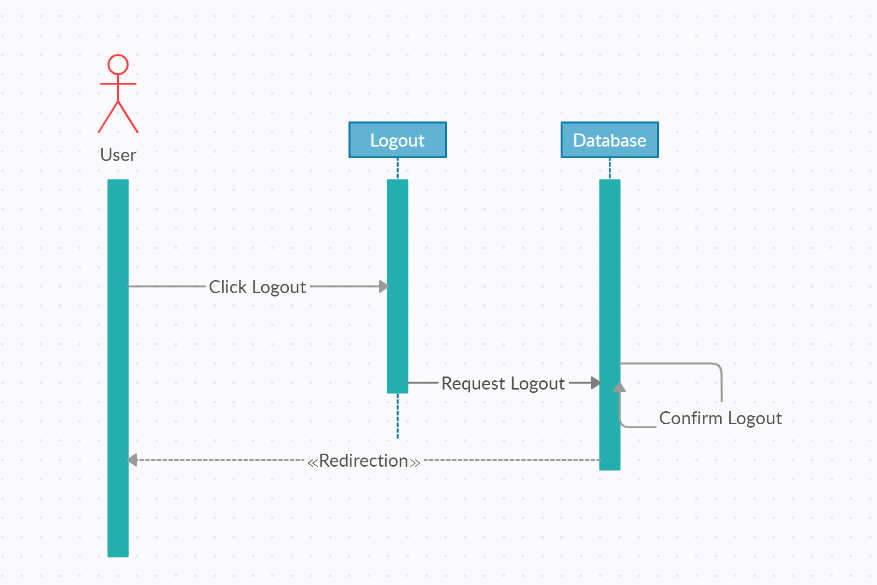 User
Logout
Database
Click Logout
Request Logout
Confirm Logout
«Redirection»